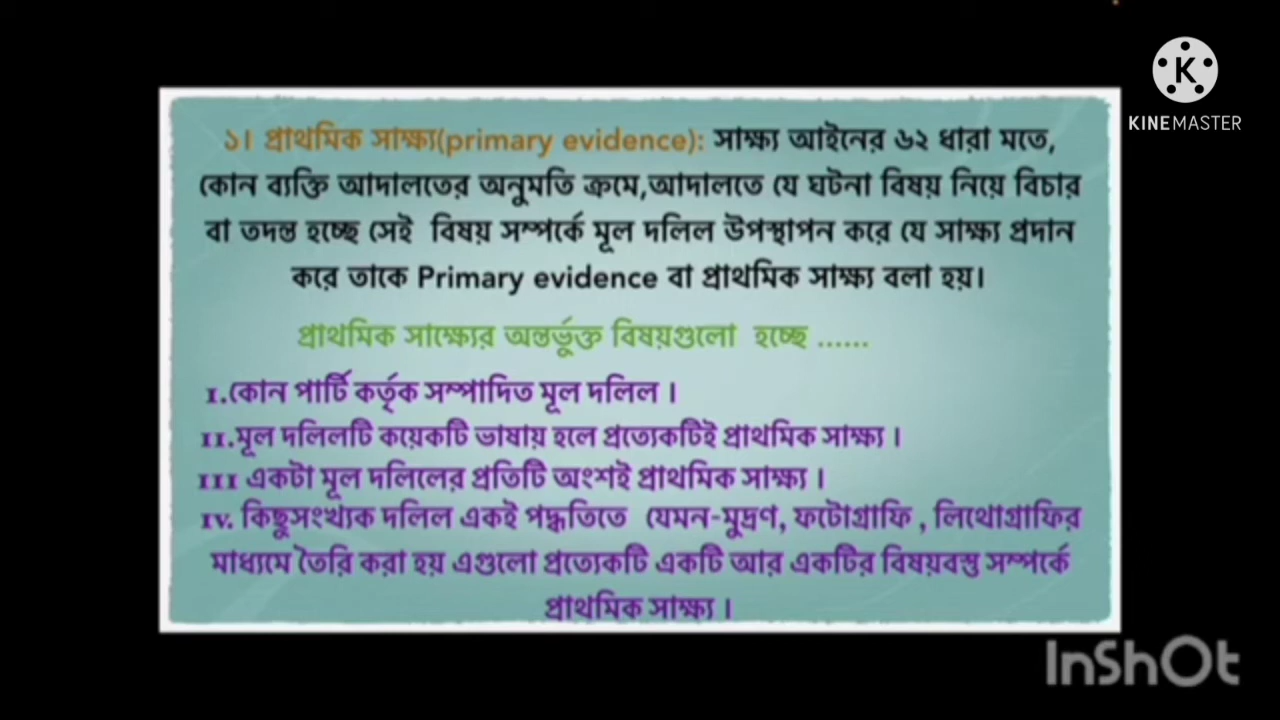 KINEMASTER
১। প্রাথমিক সাক্ষ্য(primary evidence): সাক্ষ্য আইনের ৬২ ধারা মতে,
কোন ব্যক্তি আদালতের অনুমতি ক্রমে,আদালতে যে ঘটনা বিষয় নিয়ে বিচার
বা তদন্ত হচ্ছে সেই বিষয় সম্পর্কে মূল দলিল উপস্থাপন করে যে সাক্ষ্য প্রদান
করে তাকে Primary evidence বা প্রাথমিক সাক্ষ্য বলা হয়।
প্রাথমিক সাক্ষ্যের অন্তর্ভুক্ত বিষয়গুলো হচ্ছে ......
I.কোন পার্টি কর্তৃক সম্পাদিত মূল দলিল ।
II.মূল দলিলটি কয়েকটি ভাষায় হলে প্রত্যেকটিই প্রাথমিক সাক্ষ্য ।
III একটা মূল দলিলের প্রতিটি অংশই প্রাথমিক সাক্ষ্য ।
IV. কিছুসংখ্যক দলিল একই পদ্ধতিতে যেমন-মুদ্রণ, ফটোগ্রাফি , লিথোগ্রাফির
মাধ্যমে তৈরি করা হয় এগুলো প্রত্যেকটি একটি আর একটির বিষয়বস্তু সম্পর্কে
প্রাথমিক সাক্ষ্য ।
InShOt